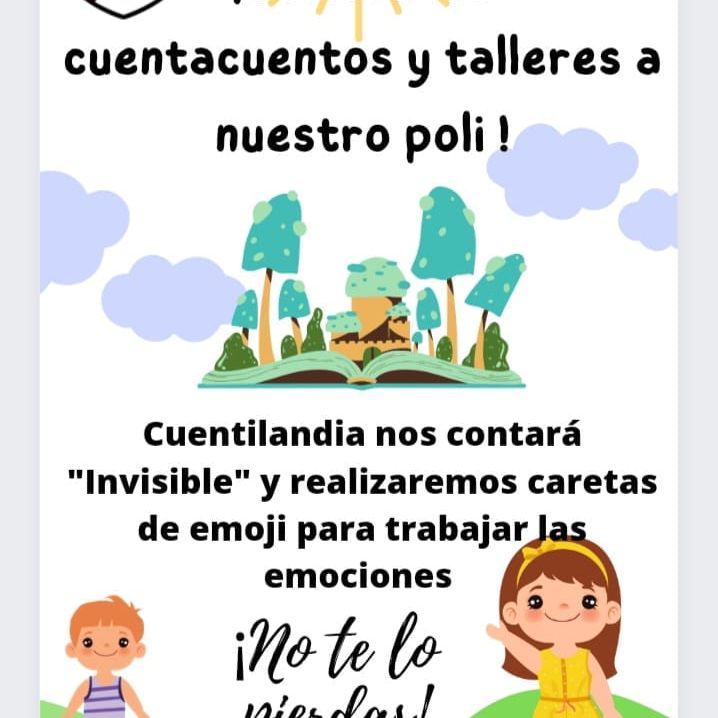 cuentacuentos y talleres a
nuestro poli !
Cuentilandia nos contará
"Invisible" y realizaremos caretas
de emoji para trabajar las
emociones
¡No te lo
pierdas!